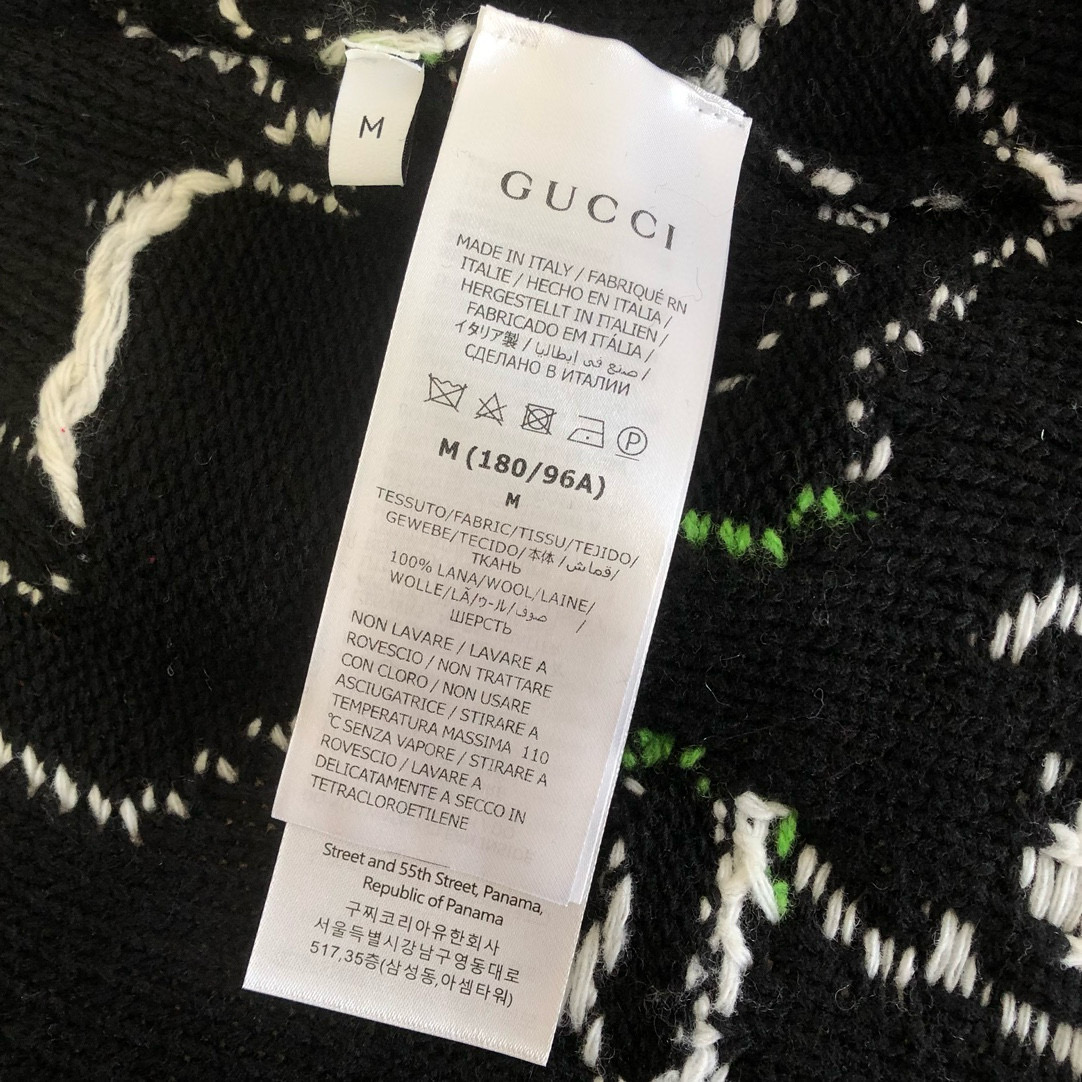 M
GUCCI
MADE IN ITALY / FABRIQUÉ RN
ITALIE / HECHO EN ITALIA /
HERGESTELLT IN ITALIEN /
FABRICADO EM ITÁLIA /
イタリア製 / صنع في إيطاليا /
СДЕЛАНО В ИТАЛИИ
P
M (180/96A)
M
TESSUTO/FABRIC/TISSU/TEJIDO/
GEWEBE/TECIDO/本体 /قماش/
ТКАНЬ
100% LANA/WOOL/LAINE/
WOLLE/LÃ/ウール/صوف /
ШЕРСТЬ
NON LAVARE / LAVARE A
ROVESCIO / NON TRATTARE
CON CLORO / NON USARE
ASCIUGATRICE / STIRARE A
TEMPERATURA MASSIMA 110
℃ SENZA VAPORE / STIRARE A
ROVESCIO / LAVARE A
DELICATAMENTE A SECCO IN
TETRACLOROETILENE
Street and 55th Street, Panama,
Republic of Panama
구찌코리아유한회사
서울특별시강남구영동대로
517,35층(삼성동,아셈타워)